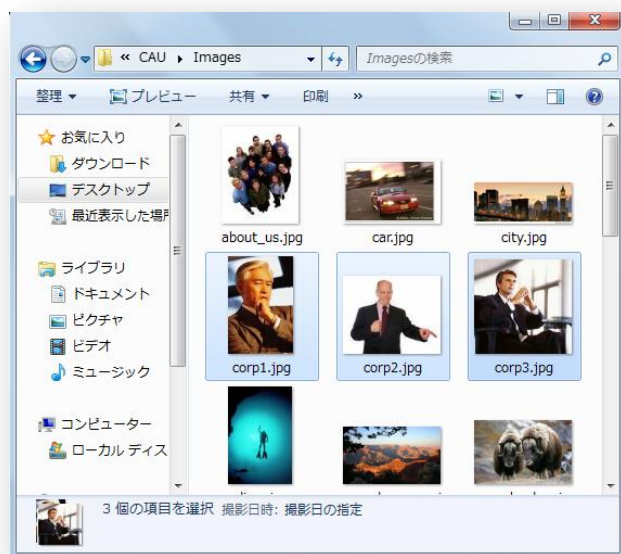 « CAU ▸ Images
Imagesの検索
整理 ▼ プレビュー 共有 ▼ 印刷 »
お気に入り
ダウンロード
デスクトップ
最近表示した場所
ライブラリ
ドキュメント
ピクチャ
ビデオ
ミュージック
コンピューター
ローカル ディス
about_us.jpg car.jpg city.jpg
corp1.jpg corp2.jpg corp3.jpg
3 個の項目を選択 撮影日時: 撮影日の指定